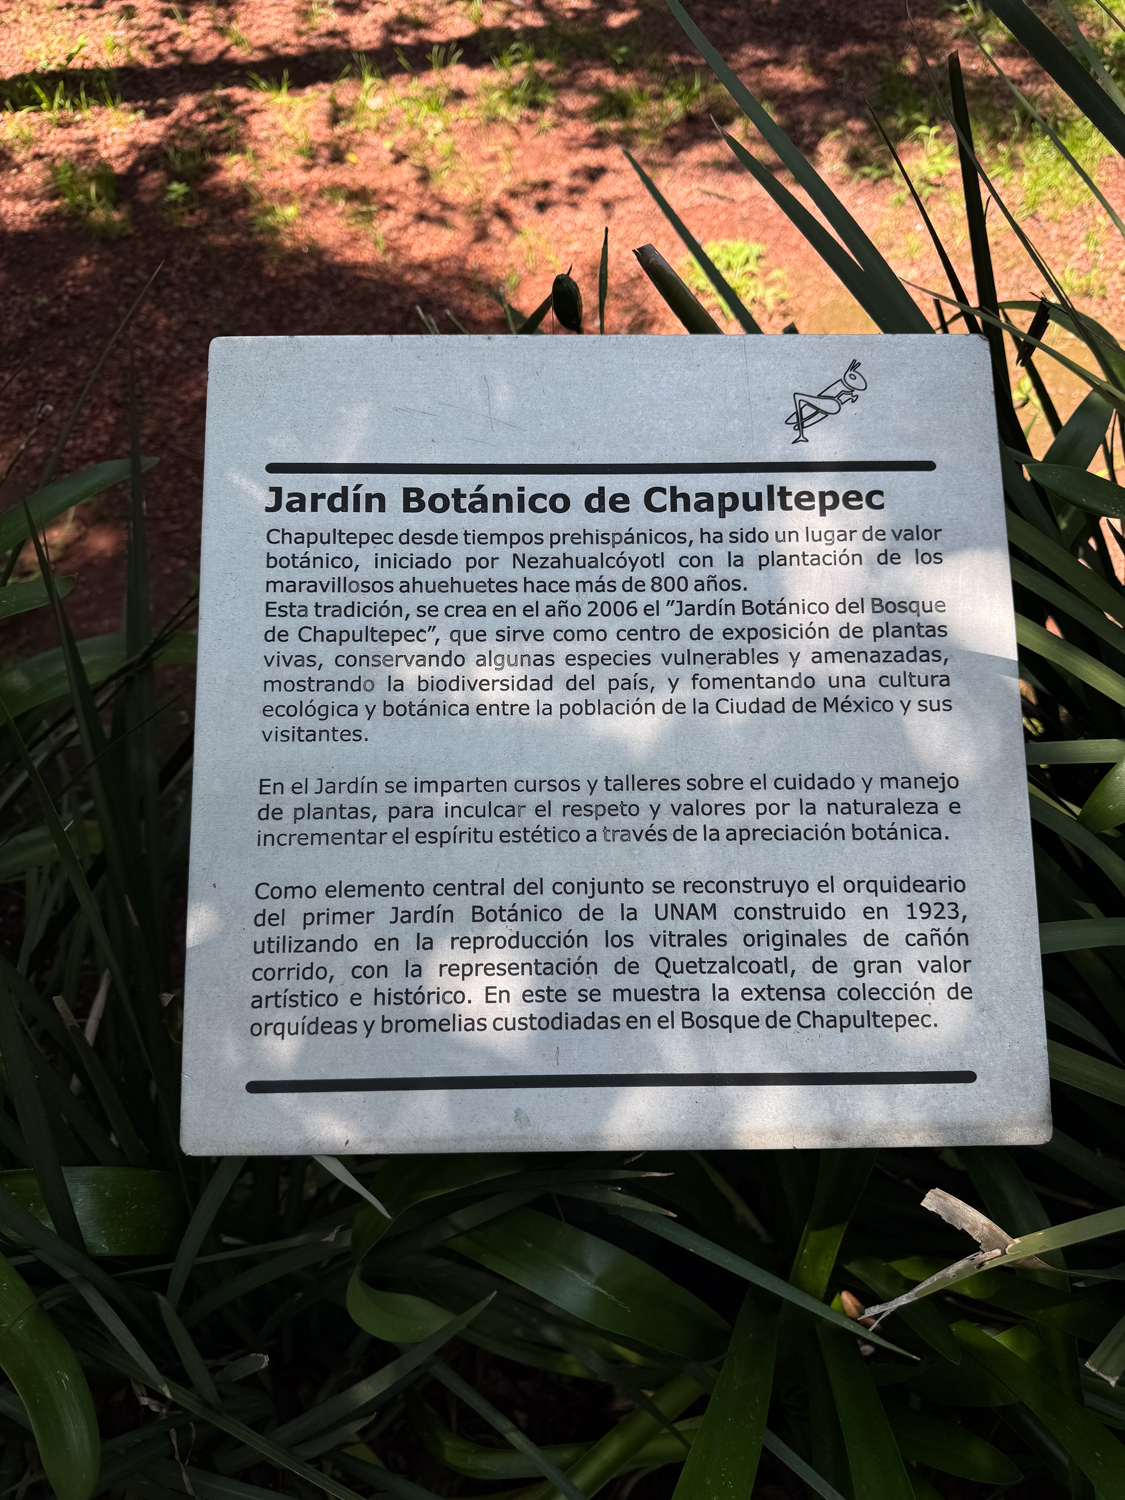 Jardín Botánico de Chapultepec
Chapultepec desde tiempos prehispánicos, ha sido un lugar de valor
botánico, iniciado por Nezahualcóyotl con la plantación de los
maravillosos ahuehuetes hace más de 800 años.
Esta tradición, se crea en el año 2006 el "Jardín Botánico del Bosque
de Chapultepec", que sirve como centro de exposición de plantas
vivas, conservando algunas especies vulnerables y amenazadas,
mostrando la biodiversidad del país, y fomentando una cultura
ecológica y botánica entre la población de la Ciudad de México y sus
visitantes.
En el Jardín se imparten cursos y talleres sobre el cuidado y manejo
de plantas, para inculcar el respeto y valores por la naturaleza e
incrementar el espíritu estético a través de la apreciación botánica.
Como elemento central del conjunto se reconstruyo el orquideario
del primer Jardín Botánico de la UNAM construido en 1923,
utilizando en la reproducción los vitrales originales de cañón
corrido, con la representación de Quetzalcoatl, de gran valor
artístico e histórico. En este se muestra la extensa colección de
orquídeas y bromelias custodiadas en el Bosque de Chapultepec.